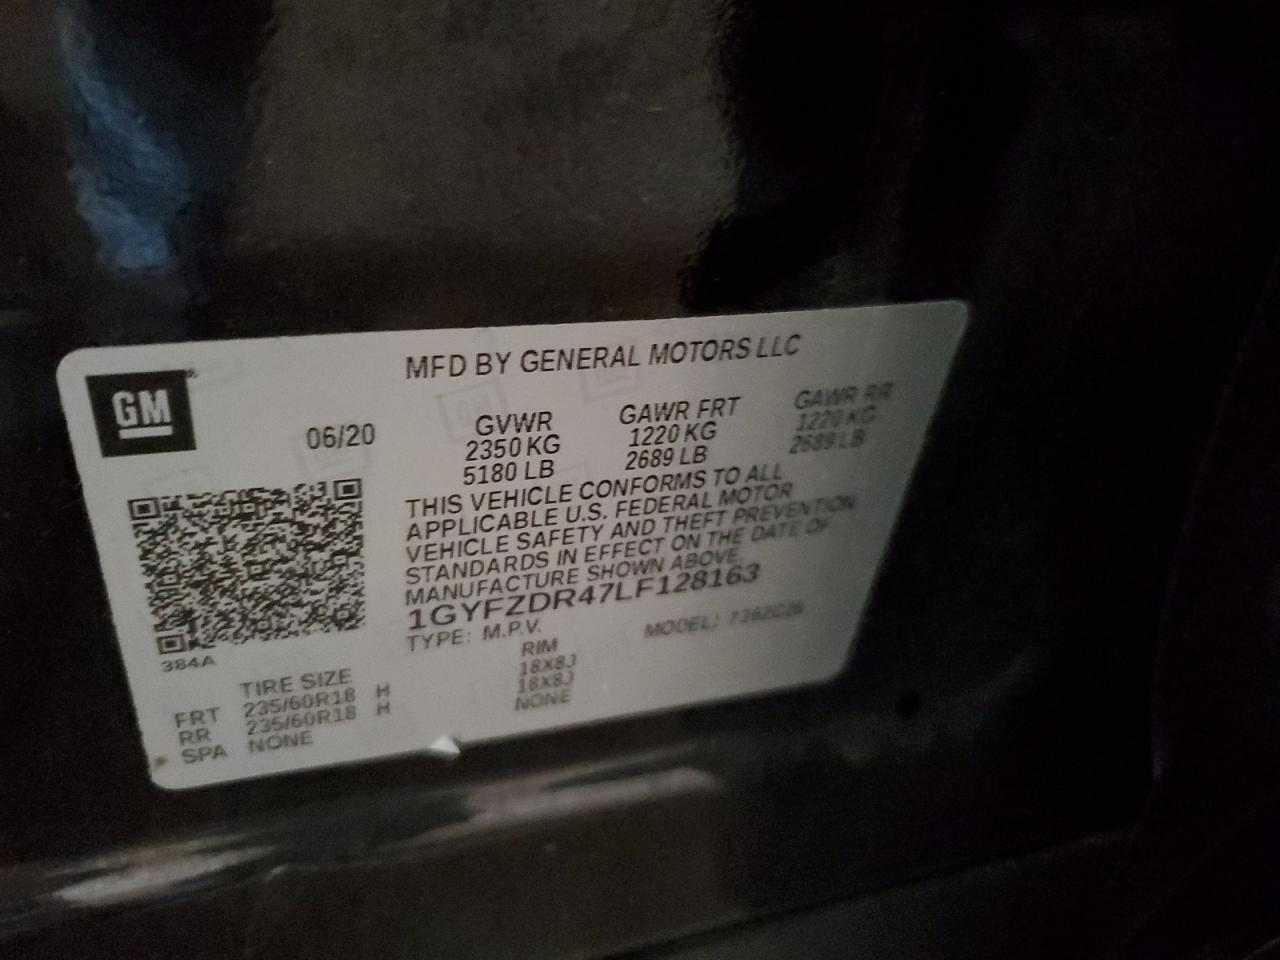 GM
MFD BY GENERAL MOTORS LLC
06/20 GVWR GAWR FRT GAWR RR
2350 KG 1220 KG 1220 KG
5180 LB 2689 LB 2689 LB
THIS VEHICLE CONFORMS TO ALL
APPLICABLE U.S. FEDERAL MOTOR
VEHICLE SAFETY AND THEFT PREVENTION
STANDARDS IN EFFECT ON THE DATE OF
MANUFACTURE SHOWN ABOVE.
1GYFZDR47LF128163
TYPE: M.P.V. MODEL:
384A
TIRE SIZE RIM
FRT 235/60R18 H 18X8J
RR 235/60R18 H 18X8J
SPA NONE NONE